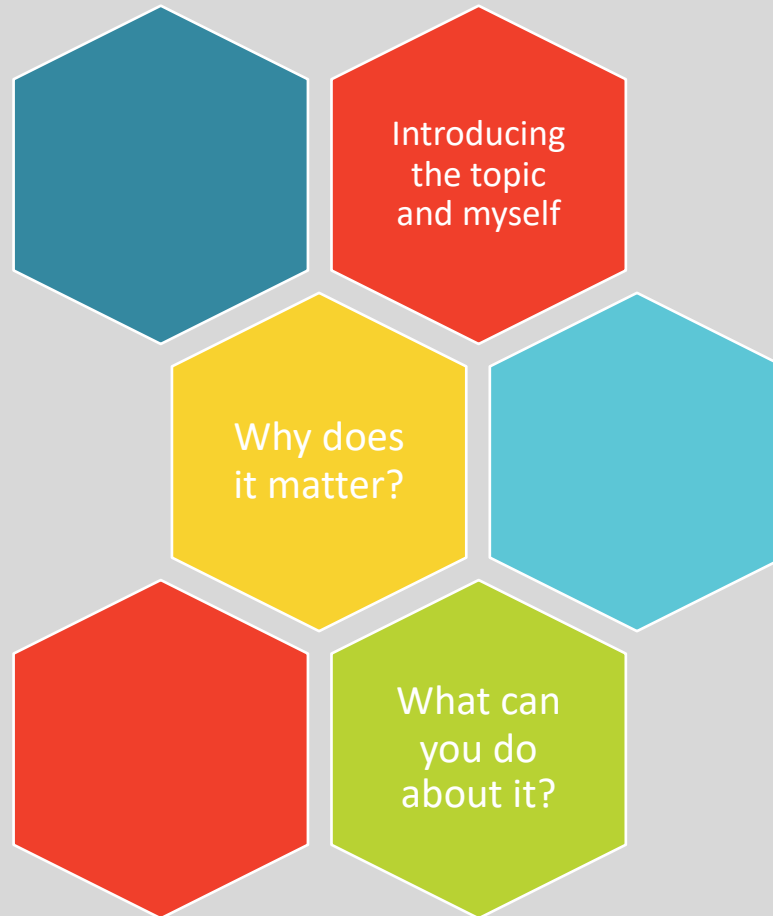 Introducing
the topic
and myself
Why does
it matter?
What can
you do
about it?